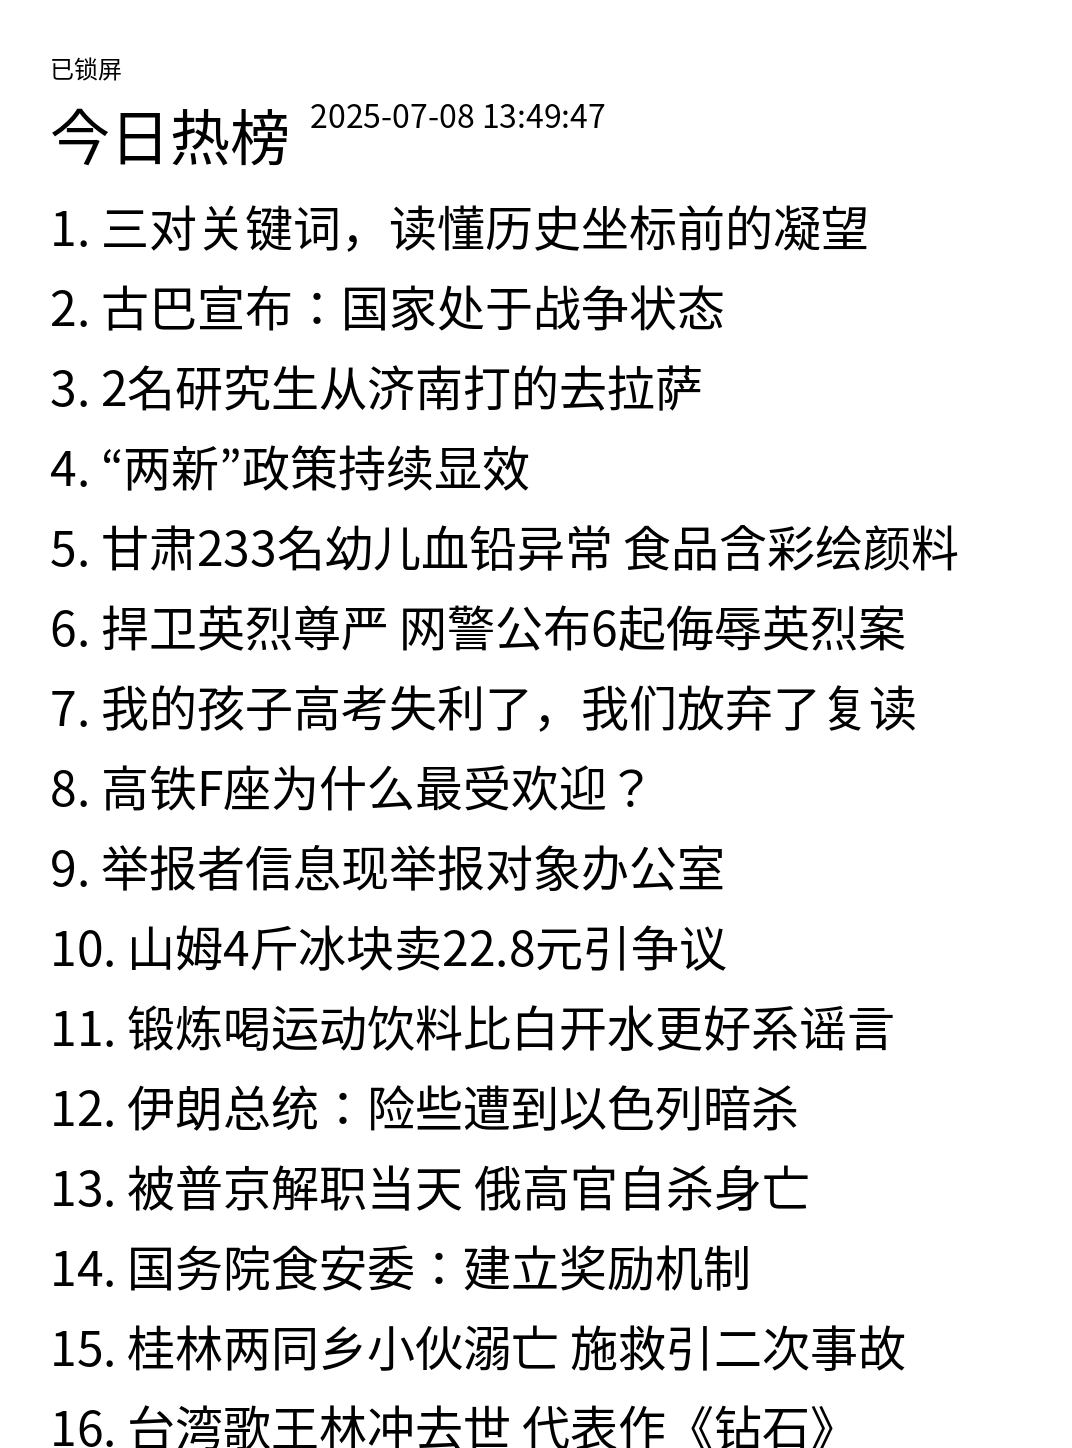 已锁屏
今日热榜 2025-07-08 13:49:47
1. 三对关键词，读懂历史坐标前的凝望
2. 古巴宣布：国家处于战争状态
3. 2名研究生从济南打的去拉萨
4. “两新”政策持续显效
5. 甘肃233名幼儿血铅异常 食品含彩绘颜料
6. 捍卫英烈尊严 网警公布6起侮辱英烈案
7. 我的孩子高考失利了，我们放弃了复读
8. 高铁F座为什么最受欢迎？
9. 举报者信息现举报对象办公室
10. 山姆4斤冰块卖22.8元引争议
11. 锻炼喝运动饮料比白开水更好系谣言
12. 伊朗总统：险些遭到以色列暗杀
13. 被普京解职当天 俄高官自杀身亡
14. 国务院食安委：建立奖励机制
15. 桂林两同乡小伙溺亡 施救引二次事故
16. 台湾歌王林冲去世 代表作《钻石》